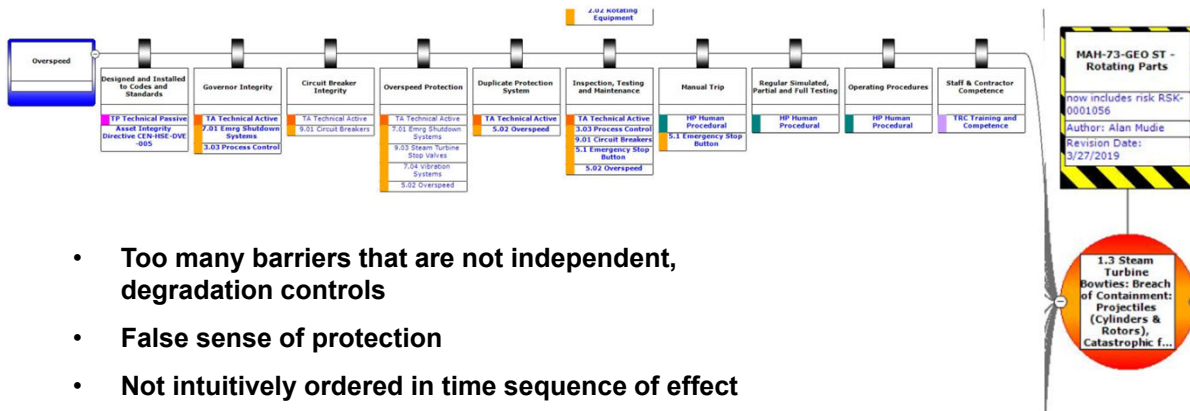 2.02 Rotating
Equipment
Overspeed
Designed and Installed
to Codes and
Standards
TP Technical Passive
Asset Integrity
Directive CEN-HSE-DVE
-005
Governor Integrity
TA Technical Active
7.01 Emrg Shutdown
Systems
3.03 Process Control
Circuit Breaker
Integrity
TA Technical Active
9.01 Circuit Breakers
Overspeed Protection
TA Technical Active
7.01 Emrg Shutdown
Systems
9.03 Steam Turbine
Stop Valves
7.04 Vibration
Systems
5.02 Overspeed
Duplicate Protection
System
TA Technical Active
5.02 Overspeed
Inspection, Testing
and Maintenance
TA Technical Active
3.03 Process Control
9.01 Circuit Breakers
5.1 Emergency Stop
Button
5.02 Overspeed
Manual Trip
HP Human
Procedural
5.1 Emergency Stop
Button
Regular Simulated,
Partial and Full Testing
HP Human
Procedural
Operating Procedures
HP Human
Procedural
Staff & Contractor
Competence
TRC Training and
Competence
MAH-73-GEO ST -
Rotating Parts
now includes risk RSK-
0001056
Author: Alan Mudie
Revision Date:
3/27/2019
1.3 Steam
Turbine
Bowties: Breach
of Containment:
Projectiles
(Cylinders &
Rotors),
Catastrophic f...
• Too many barriers that are not independent,
degradation controls
• False sense of protection
• Not intuitively ordered in time sequence of effect